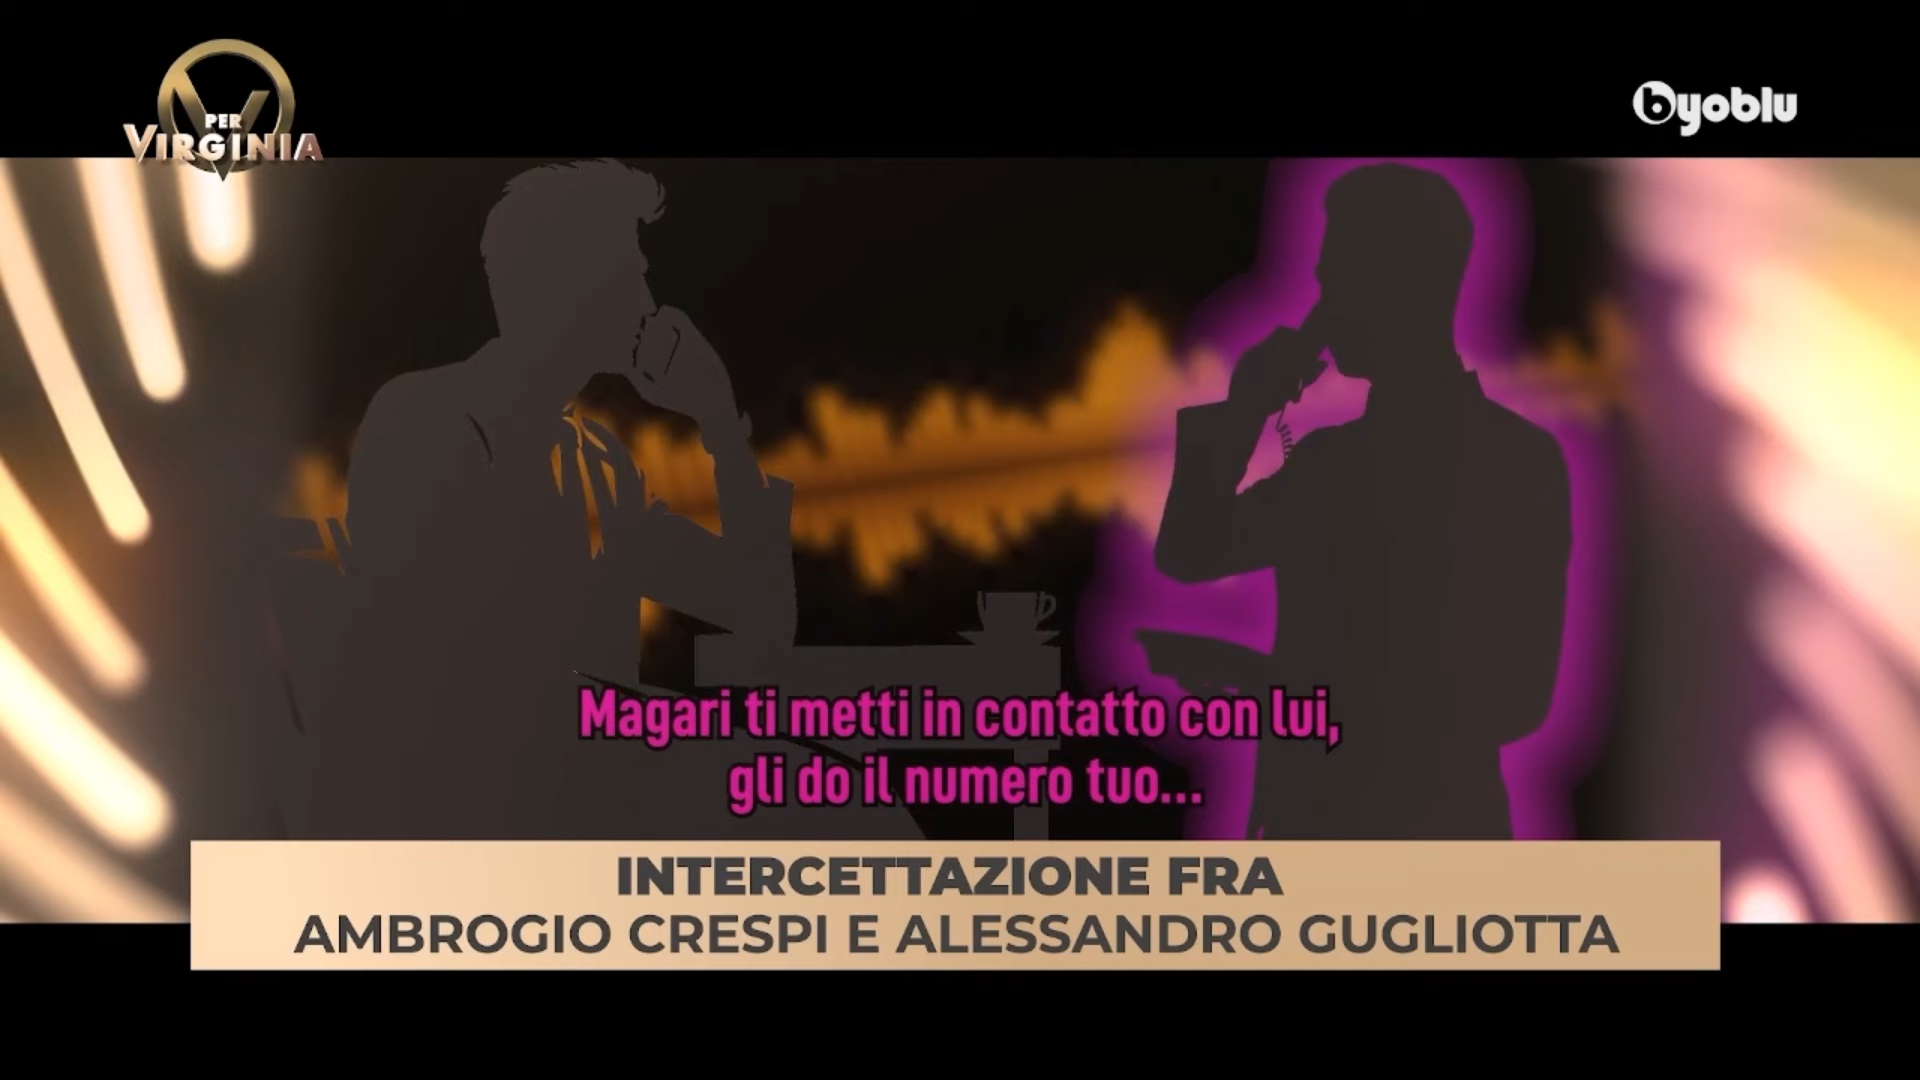 PER
VIRGINIA
byoblu
Magari ti metti in contatto con lui,
gli do il numero tuo...
INTERCETTAZIONE FRA
AMBROGIO CRESPI E ALESSANDRO GUGLIOTTA